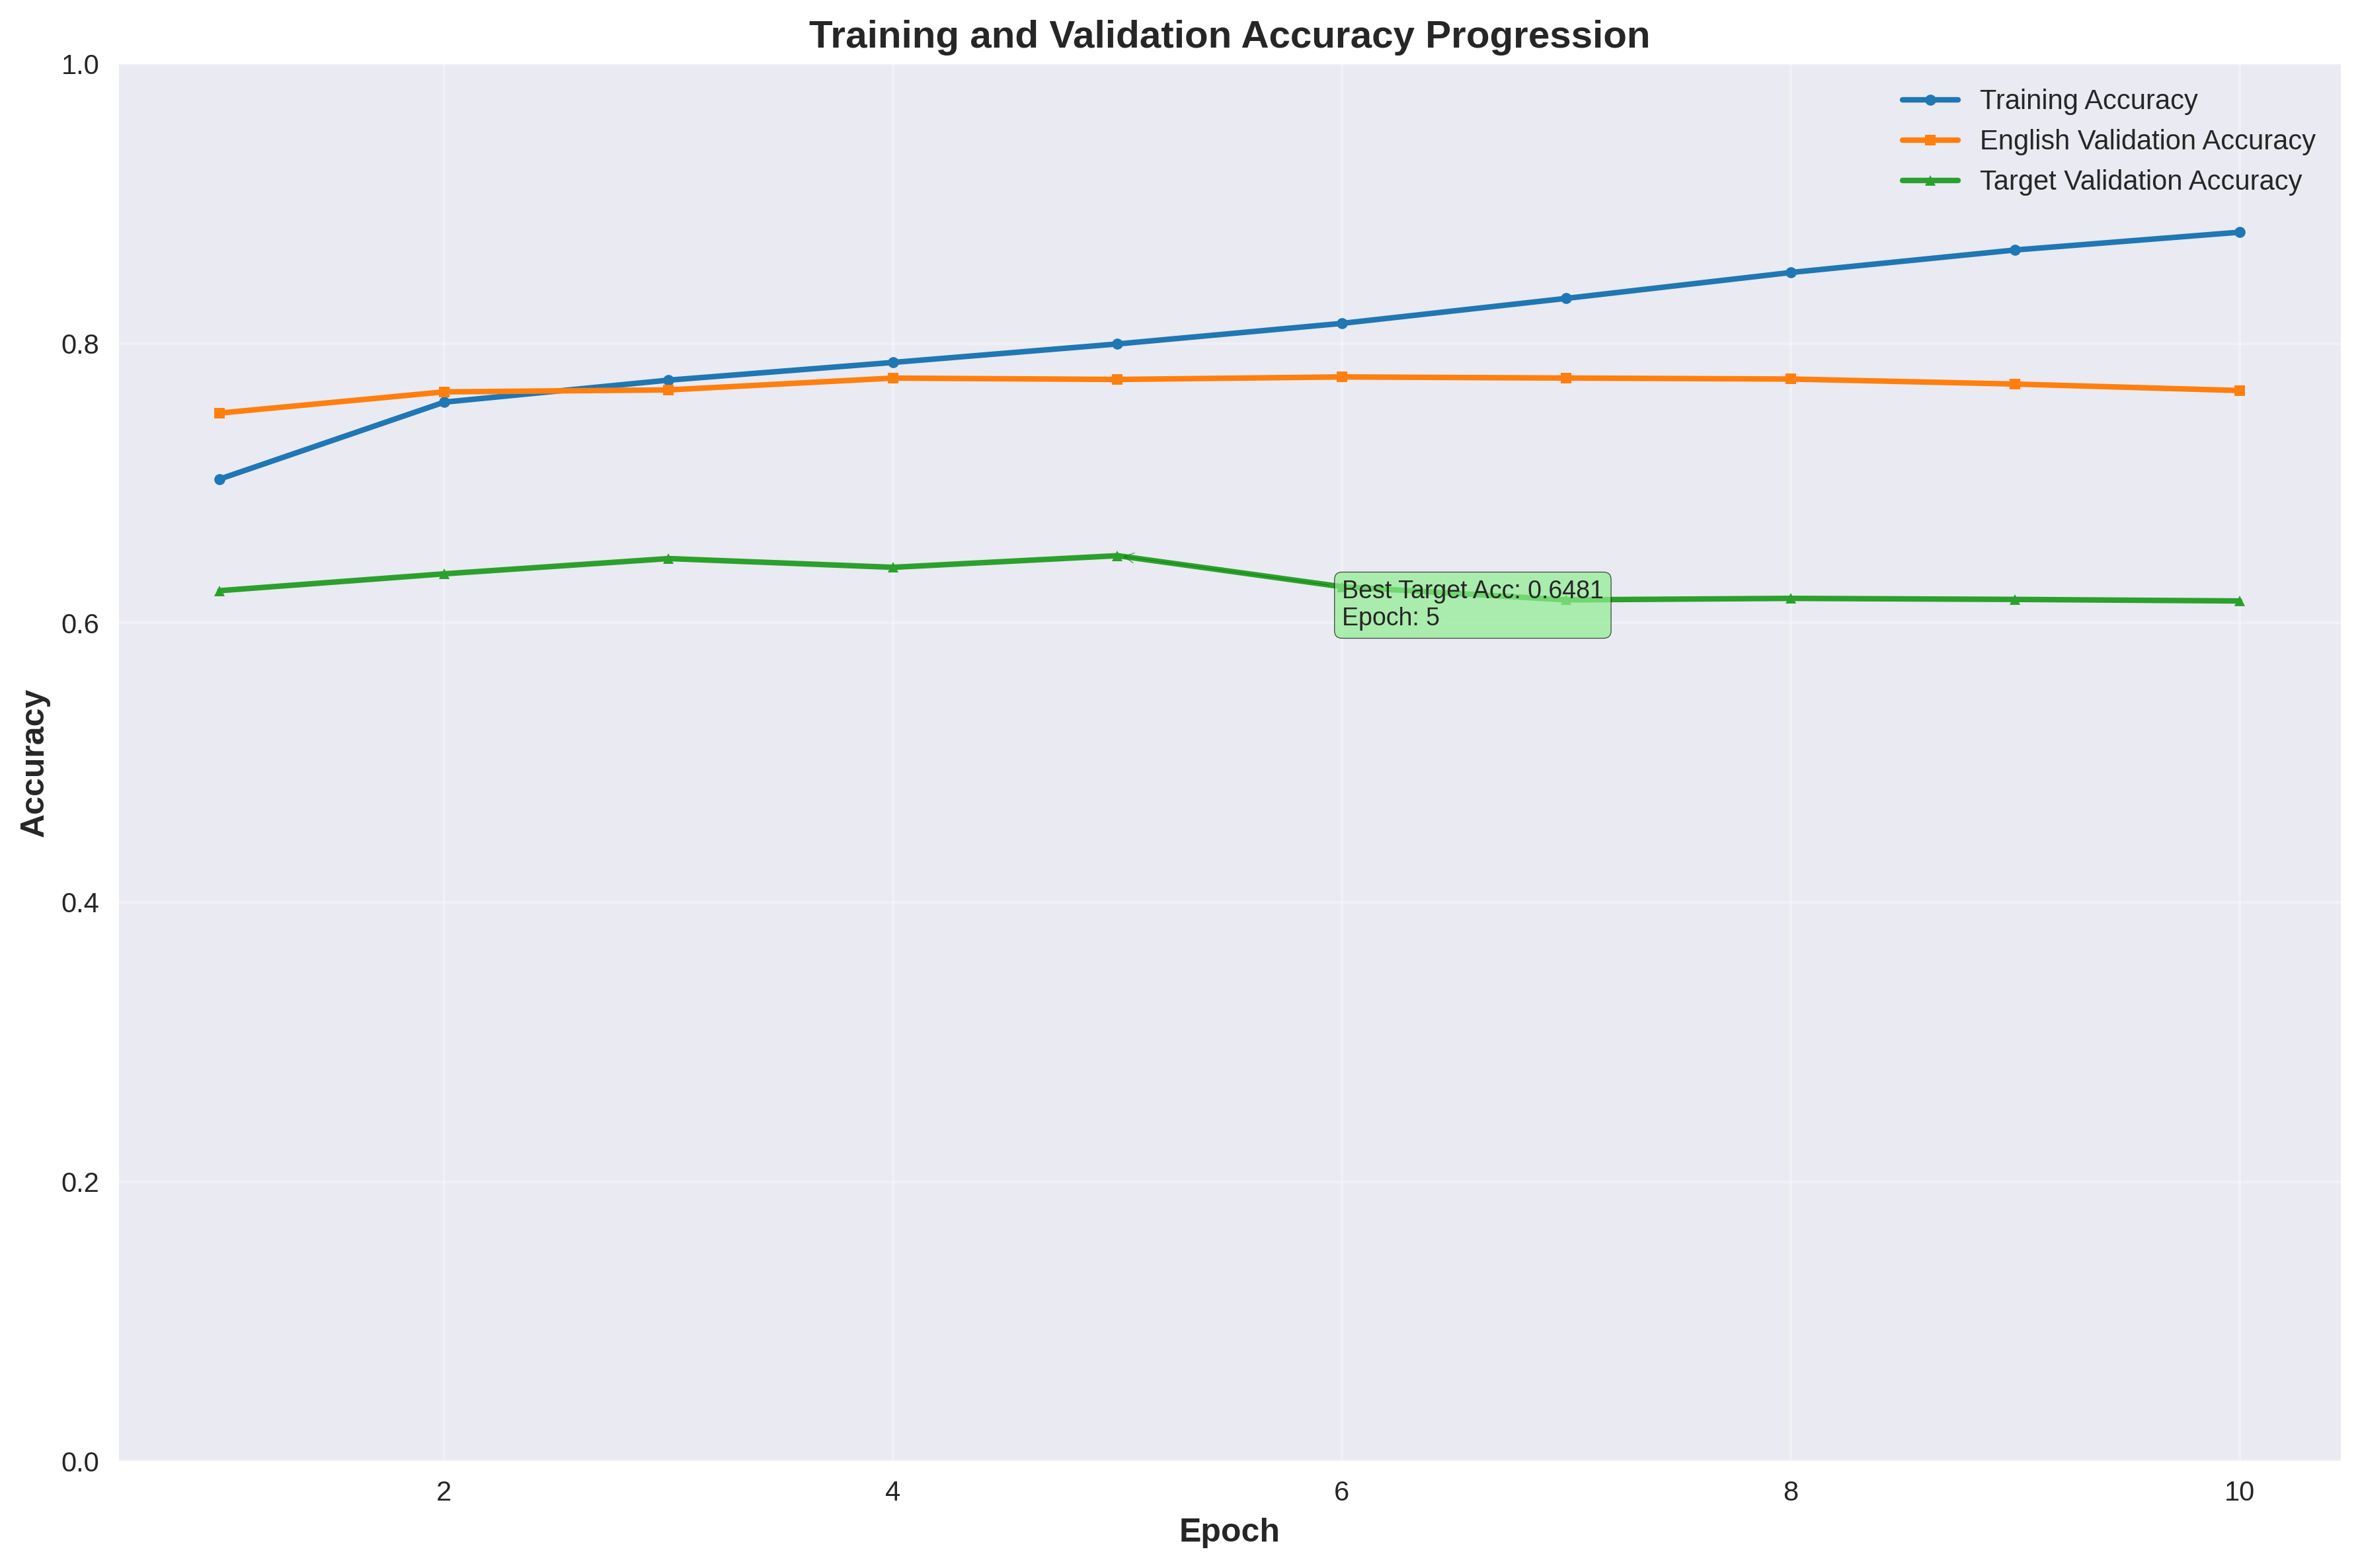 Training and Validation Accuracy Progression
1.0
0.8
0.6
0.4
0.2
0.0
Accuracy
Training Accuracy
English Validation Accuracy
Target Validation Accuracy
Best Target Acc: 0.6481
Epoch: 5
2 4 6 8 10
Epoch